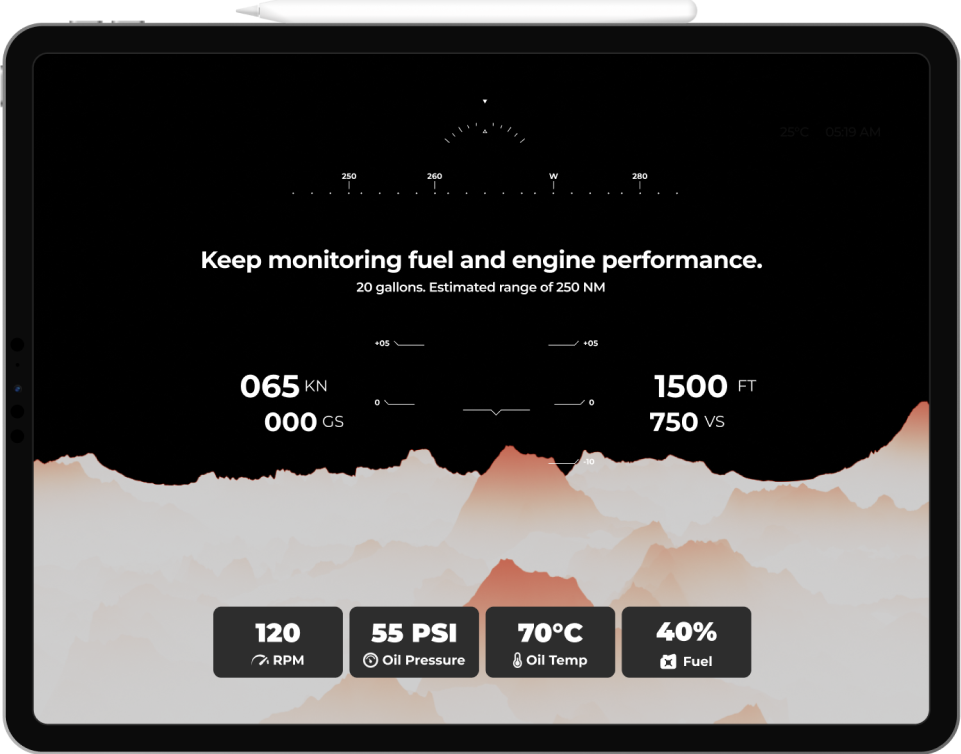 25°C 05:19 AM
250 260 W 280
Keep monitoring fuel and engine performance.
20 gallons. Estimated range of 250 NM
+05 +05
065 KN 1500 FT
0 0
000 GS 750 VS
-10
120 55 PSI 70°C 40%
RPM Oil Pressure Oil Temp Fuel